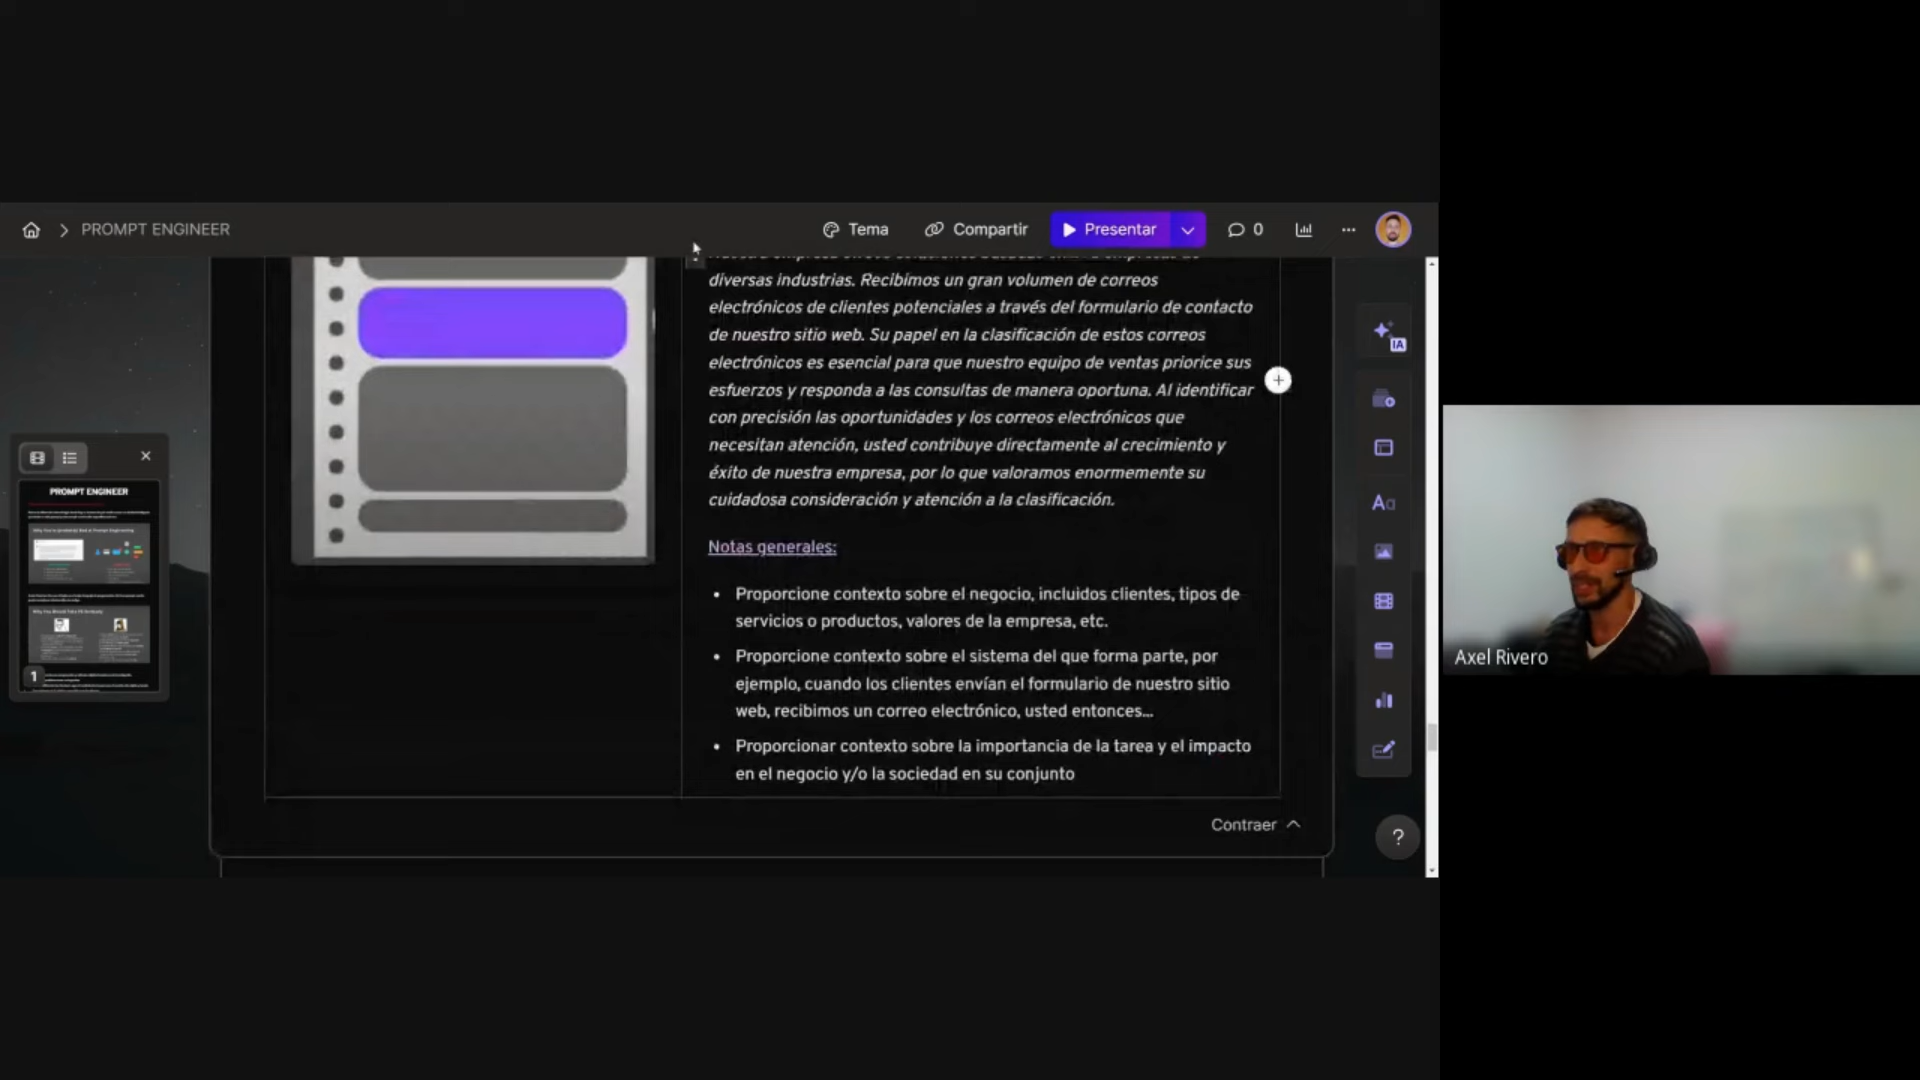 PROMPT ENGINEER
Tema
Compartir
Presentar
0
diversas industrias. Recibimos un gran volumen de correos
electrónicos de clientes potenciales a través del formulario de contacto
de nuestro sitio web. Su papel en la clasificación de estos correos
electrónicos es esencial para que nuestro equipo de ventas priorice sus
esfuerzos y responda a las consultas de manera oportuna. Al identificar
con precisión las oportunidades y los correos electrónicos que
necesitan atención, usted contribuye directamente al crecimiento y
éxito de nuestra empresa, por lo que valoramos enormemente su
cuidadosa consideración y atención a la clasificación.
Notas generales:
• Proporcione contexto sobre el negocio, incluidos clientes, tipos de
servicios o productos, valores de la empresa, etc.
• Proporcione contexto sobre el sistema del que forma parte, por
ejemplo, cuando los clientes envían el formulario de nuestro sitio
web, recibimos un correo electrónico, usted entonces...
• Proporcionar contexto sobre la importancia de la tarea y el impacto
en el negocio y/o la sociedad en su conjunto
Contraer
IA
Aa
?
PROMPT ENGINEER
1
Axel Rivero